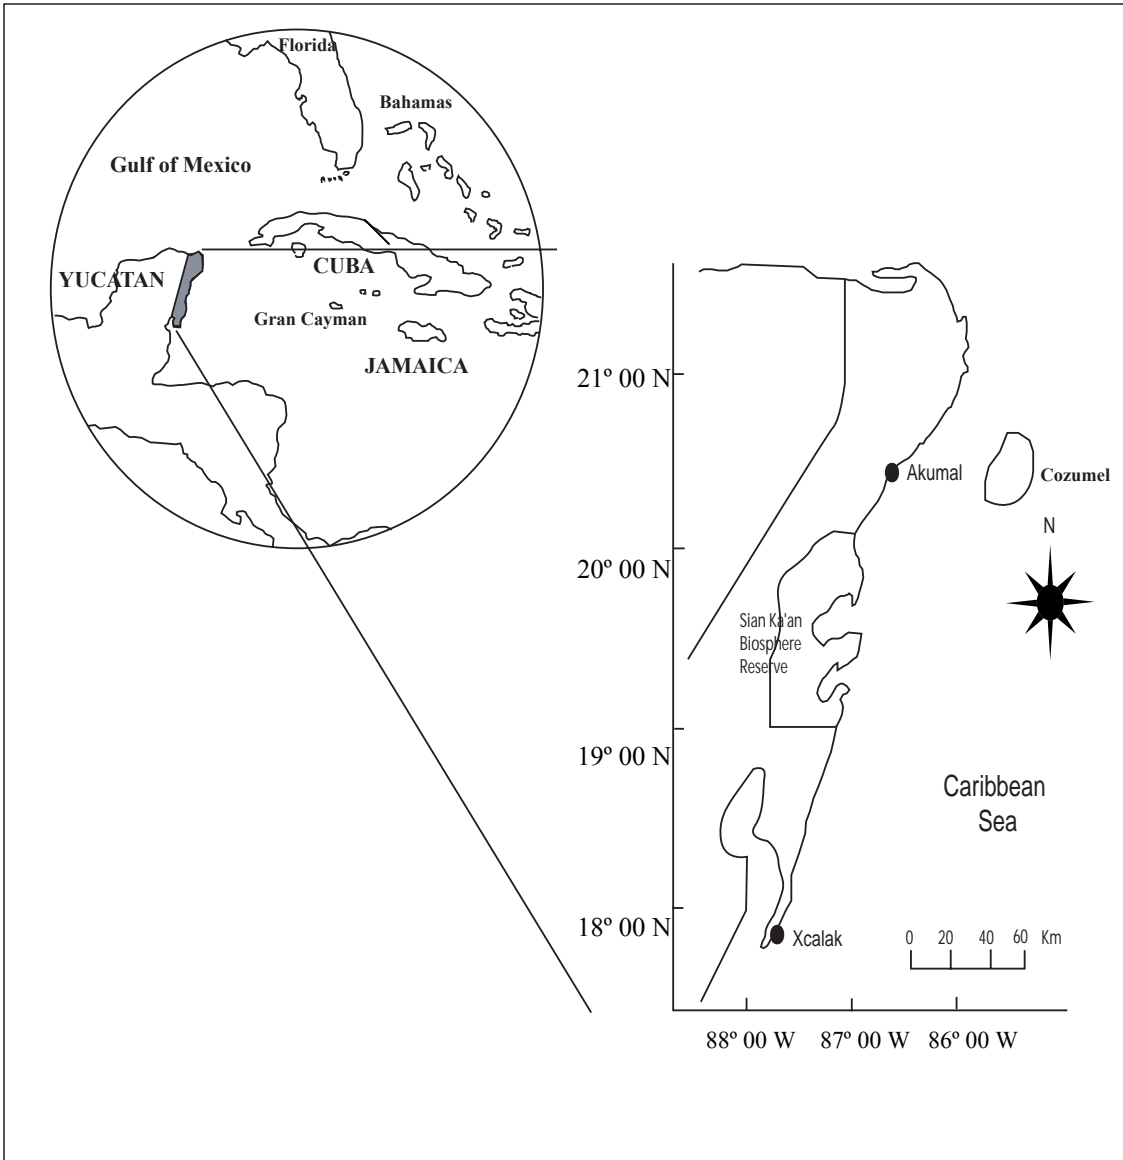 Florida
Bahamas
Gulf of Mexico
YUCATAN
CUBA
Gran Cayman
JAMAICA
21º 00 N
Akumal
Cozumel
N
20º 00 N
Sian Ka'an
Biosphere
Reserve
19º 00 N
Caribbean
Sea
18º 00 N
Xcalak
0 20 40 60 Km
88º 00 W 87º 00 W 86º 00 W